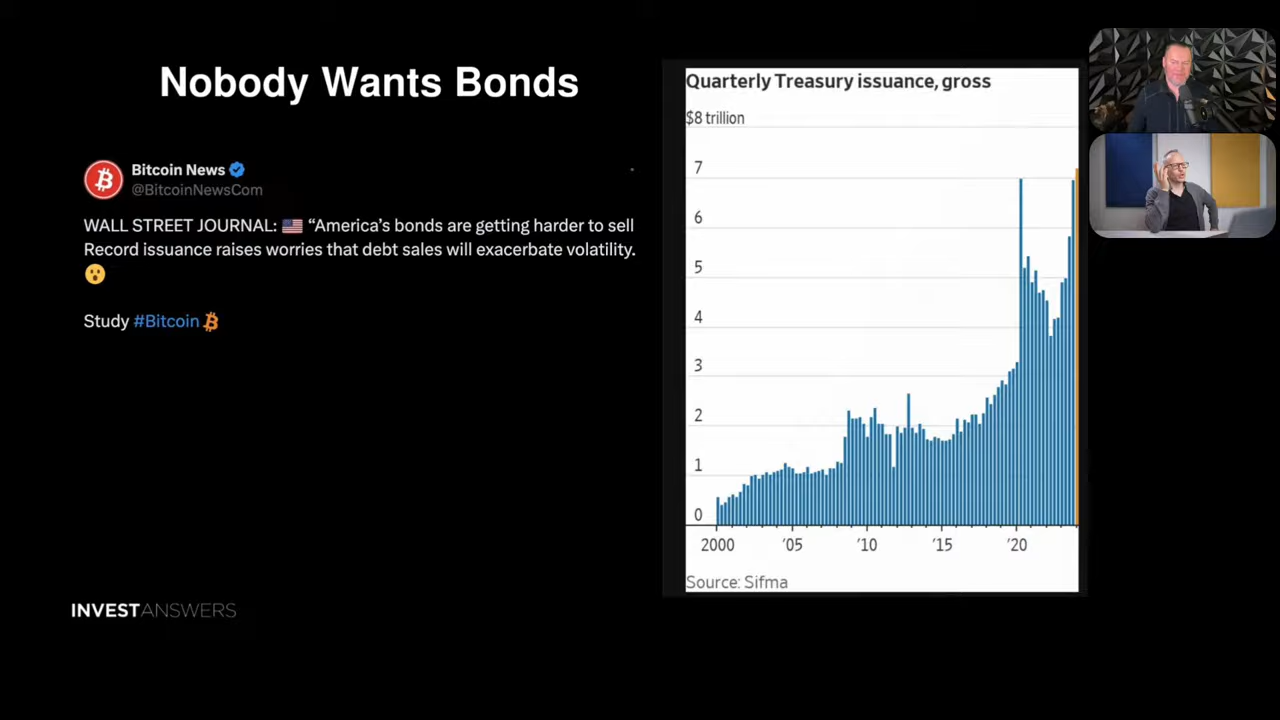 Nobody Wants Bonds
Bitcoin News
@BitcoinNewsCom
WALL STREET JOURNAL: 🇺🇸 “America’s bonds are getting harder to sell
Record issuance raises worries that debt sales will exacerbate volatility.
😮
Study #Bitcoin
INVESTANSWERS
Quarterly Treasury issuance, gross
$8 trillion
7
6
5
4
3
2
1
0
2000 ’05 ’10 ’15 ’20
Source: Sifma